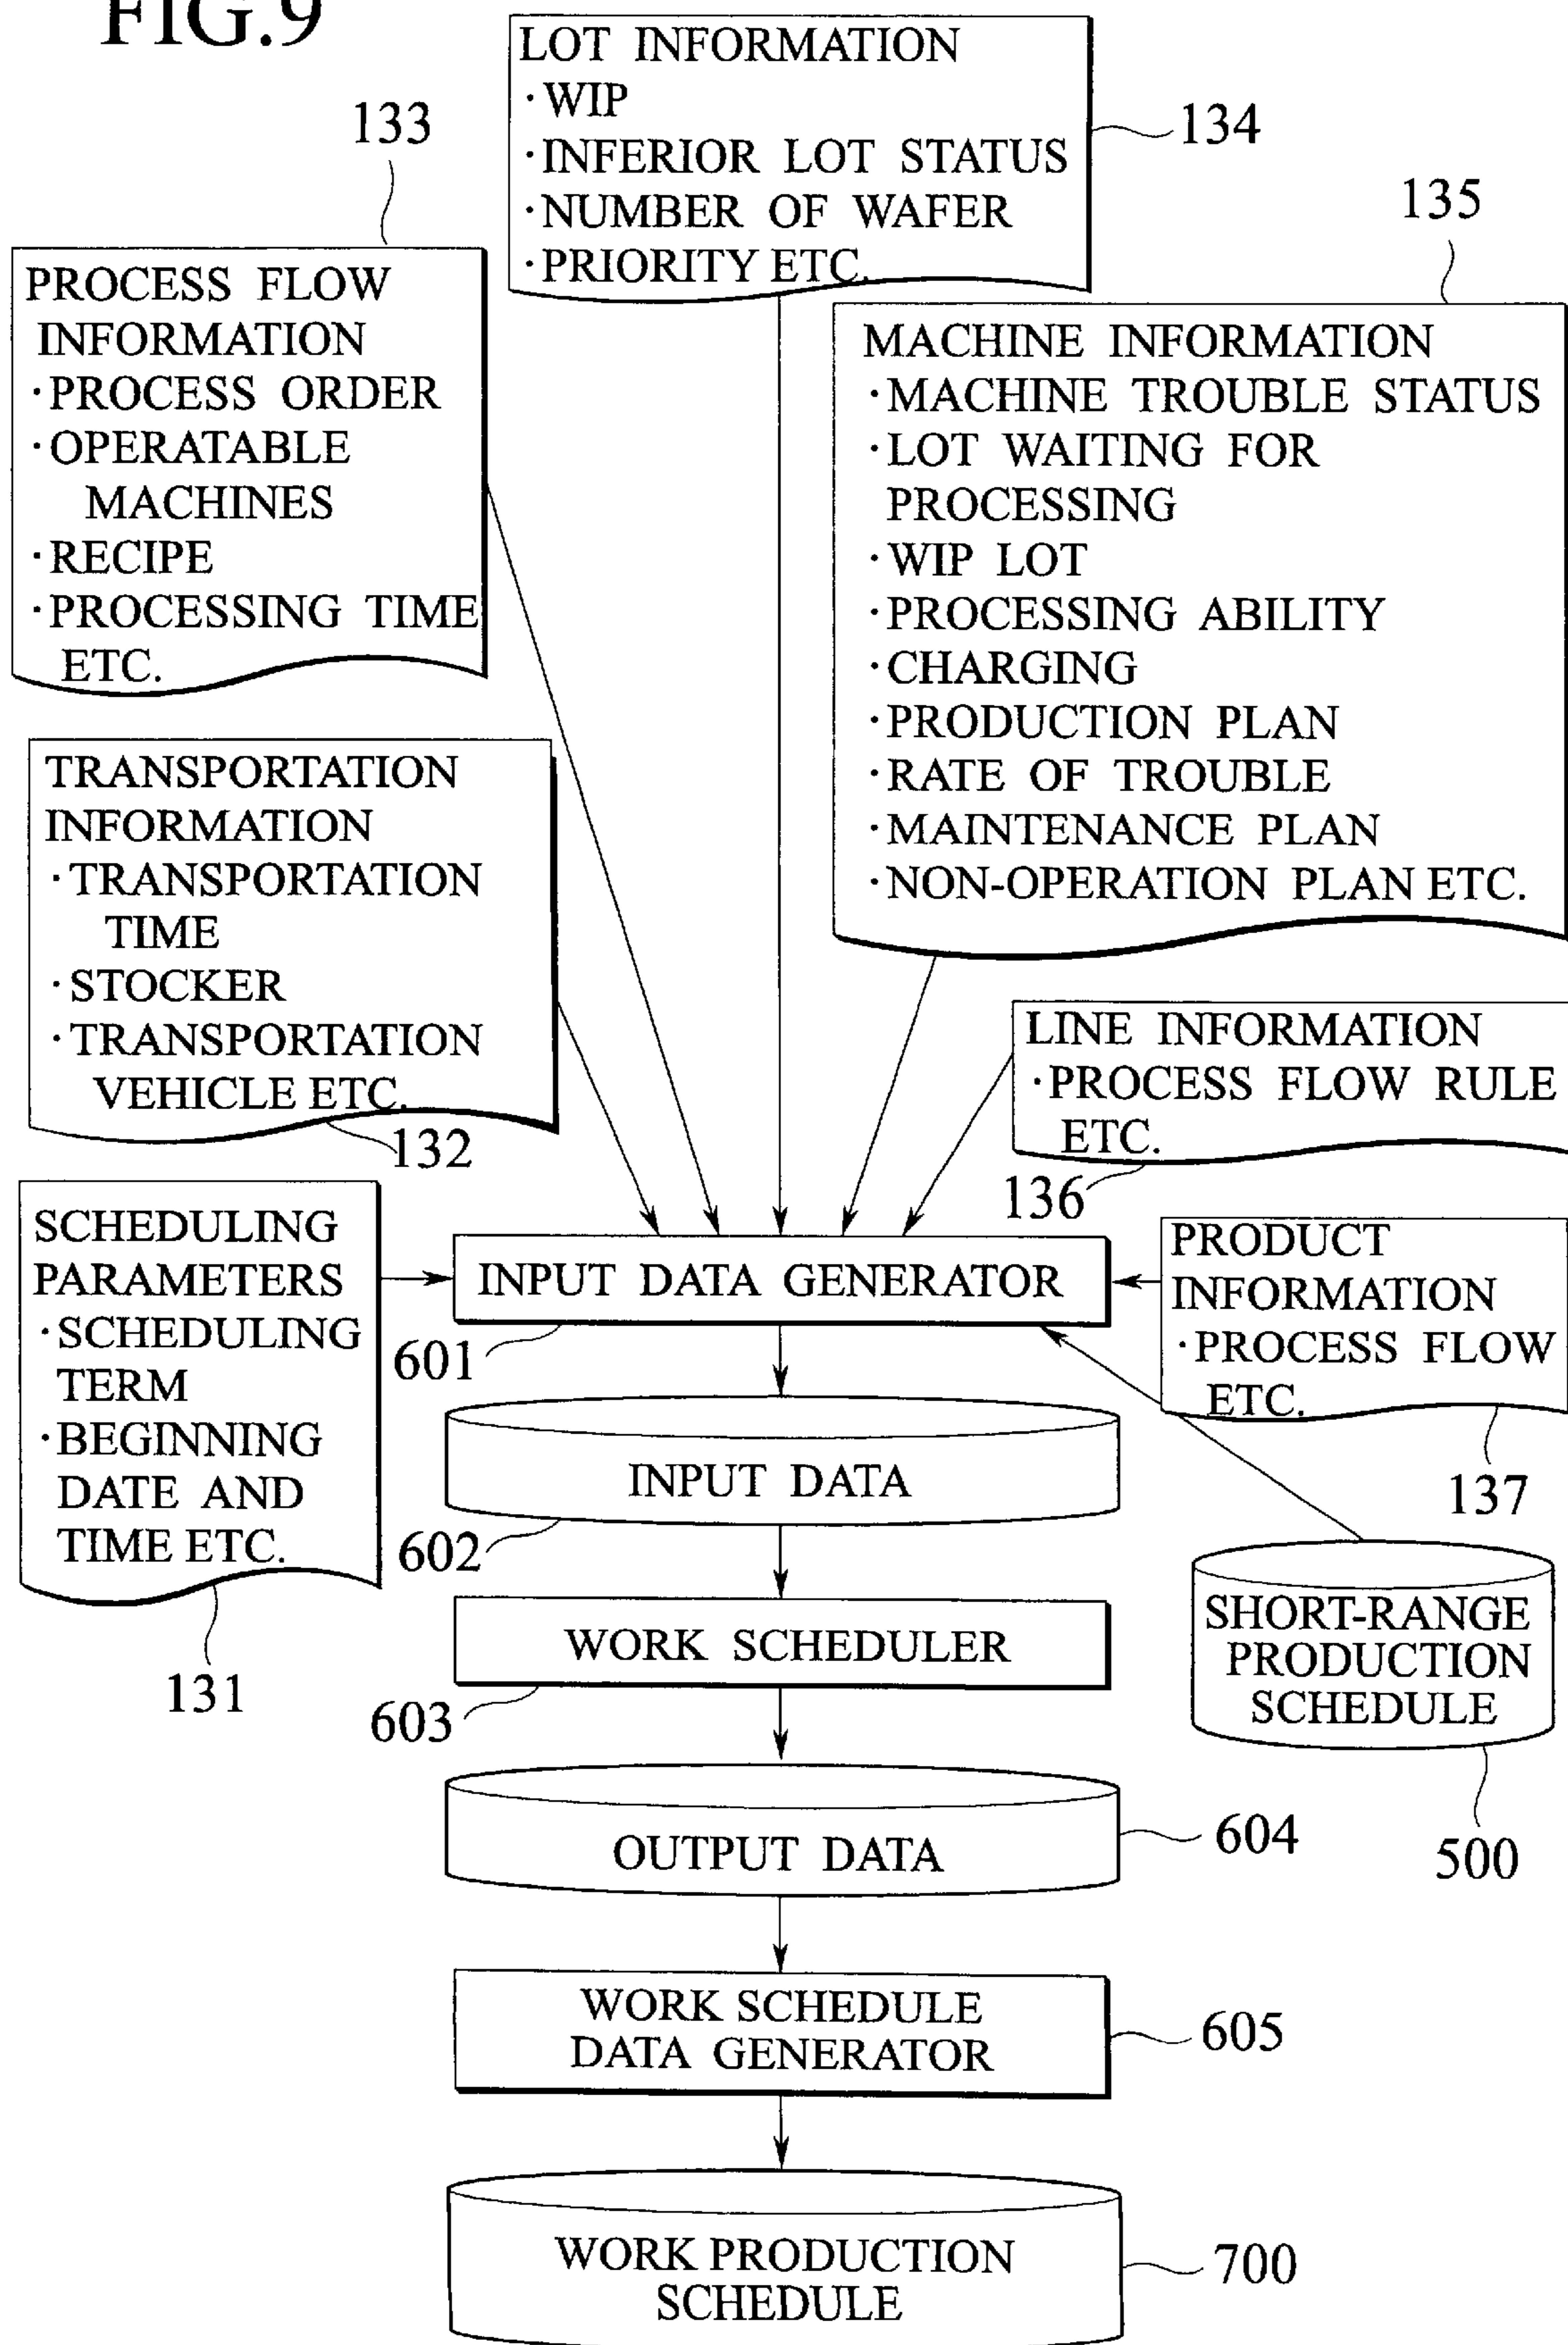 FIG.9
LOT INFORMATION
·WIP
·INFERIOR LOT STATUS
·NUMBER OF WAFER
·PRIORITY ETC.
134
133
PROCESS FLOW
INFORMATION
·PROCESS ORDER
·OPERATABLE
MACHINES
·RECIPE
·PROCESSING TIME
ETC.
135
MACHINE INFORMATION
·MACHINE TROUBLE STATUS
·LOT WAITING FOR
PROCESSING
·WIP LOT
·PROCESSING ABILITY
·CHARGING
·PRODUCTION PLAN
·RATE OF TROUBLE
·MAINTENANCE PLAN
·NON-OPERATION PLAN ETC.
TRANSPORTATION
INFORMATION
·TRANSPORTATION
TIME
·STOCKER
·TRANSPORTATION
VEHICLE ETC.
132
LINE INFORMATION
·PROCESS FLOW RULE
ETC.
136
SCHEDULING
PARAMETERS
·SCHEDULING
TERM
·BEGINNING
DATE AND
TIME ETC.
131
INPUT DATA GENERATOR
601
PRODUCT
INFORMATION
·PROCESS FLOW
ETC.
137
INPUT DATA
602
SHORT-RANGE
PRODUCTION
SCHEDULE
500
WORK SCHEDULER
603
OUTPUT DATA
604
WORK SCHEDULE
DATA GENERATOR
605
WORK PRODUCTION
SCHEDULE
700